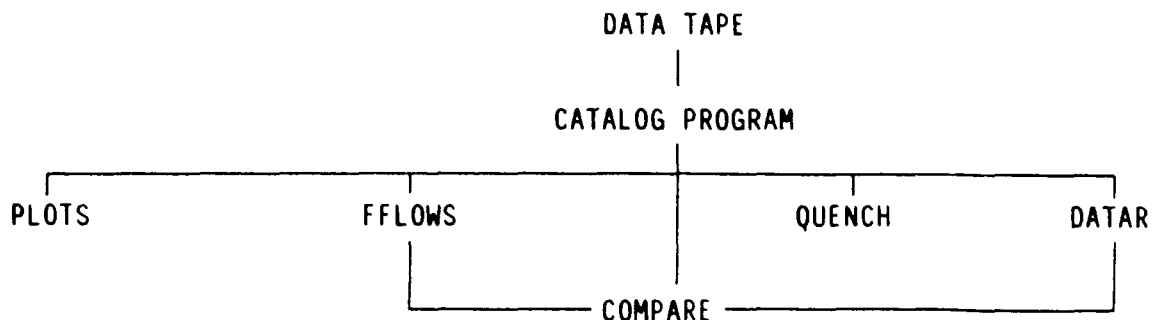 DATA TAPE
CATALOG PROGRAM
PLOTS FFLOWS QUENCH DATAR
COMPARE